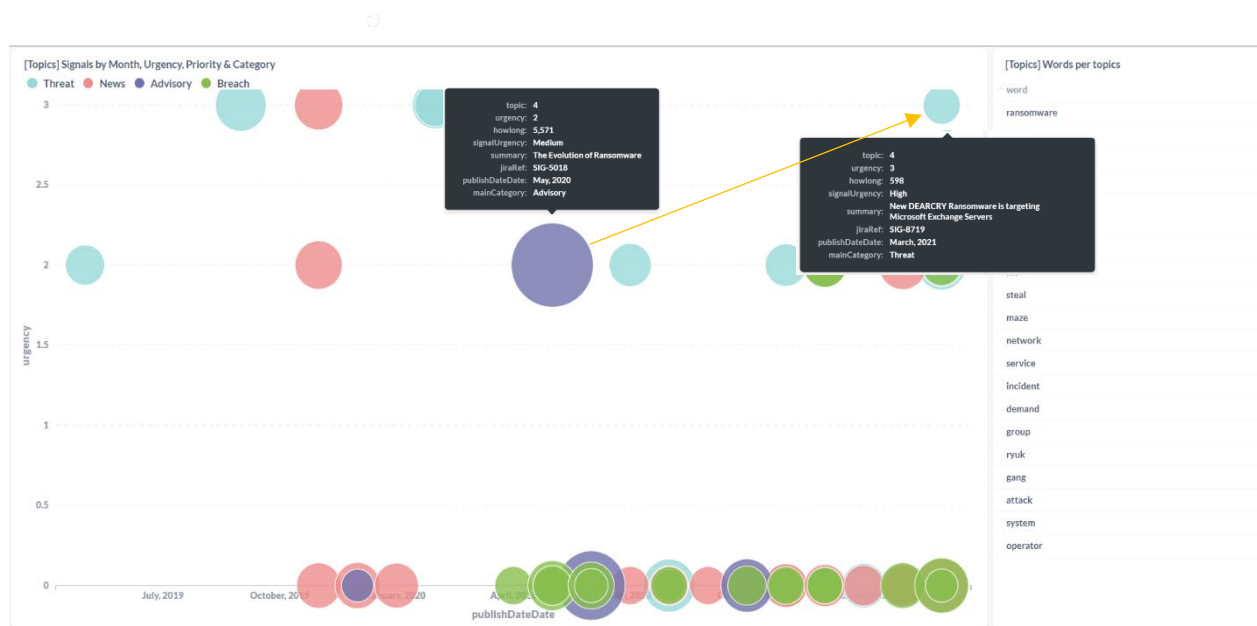 [Topics] Signals by Month, Urgency, Priority & Category
Threat News Advisory Breach
3
2.5
2
1.5
1
0.5
0
urgency
topic: 4
urgency: 2
howlong: 5,571
signalUrgency: Medium
summary: The Evolution of Ransomware
jiraRef: SIG-5018
publishDateDate: May, 2020
mainCategory: Advisory
topic: 4
urgency: 3
howlong: 598
signalUrgency: High
summary: New DEARCRY Ransomware is targeting
Microsoft Exchange Servers
jiraRef: SIG-8719
publishDateDate: March, 2021
mainCategory: Threat
July, 2019
October, 2019
2020
publishDateDate
[Topics] Words per topics
word
ransomware
steal
maze
network
service
incident
demand
group
ryuk
gang
attack
system
operator